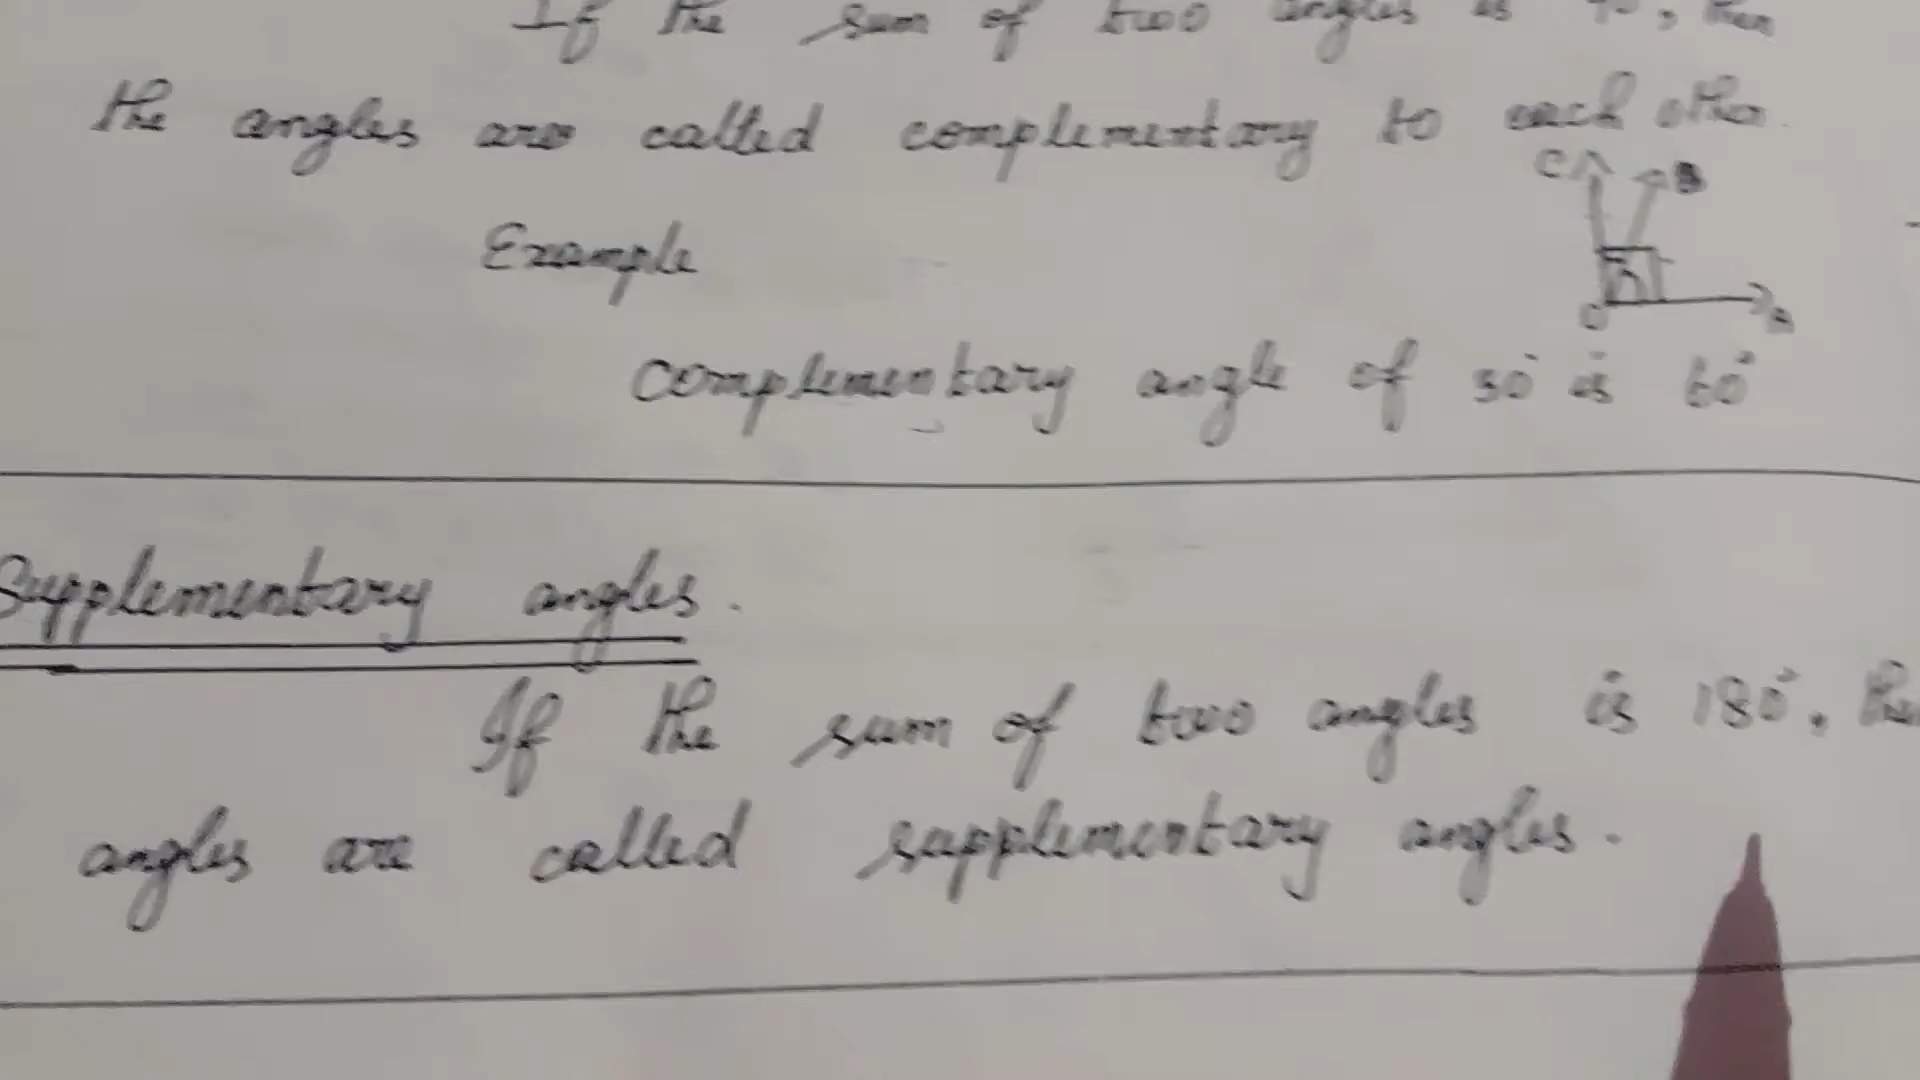 If the sum of two angles is 90°, then
the angles are called complementary to each other.
C B
Example
O A
complementary angle of 30° is 60°
Supplementary angles.
If the sum of two angles is 180°, the
angles are called supplementary angles.